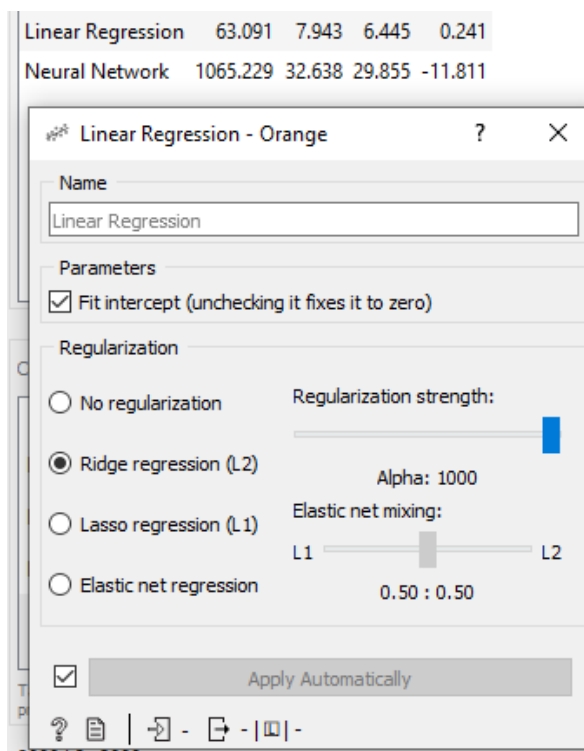 Linear Regression 63.091 7.943 6.445 0.241
Neural Network 1065.229 32.638 29.855 -11.811
Linear Regression - Orange ? X
Name
Linear Regression
Parameters
Fit intercept (unchecking it fixes it to zero)
Regularization
No regularization
Regularization strength:
Ridge regression (L2)
Alpha: 1000
Lasso regression (L1)
Elastic net mixing:
L1 L2
Elastic net regression
0.50 : 0.50
Apply Automatically